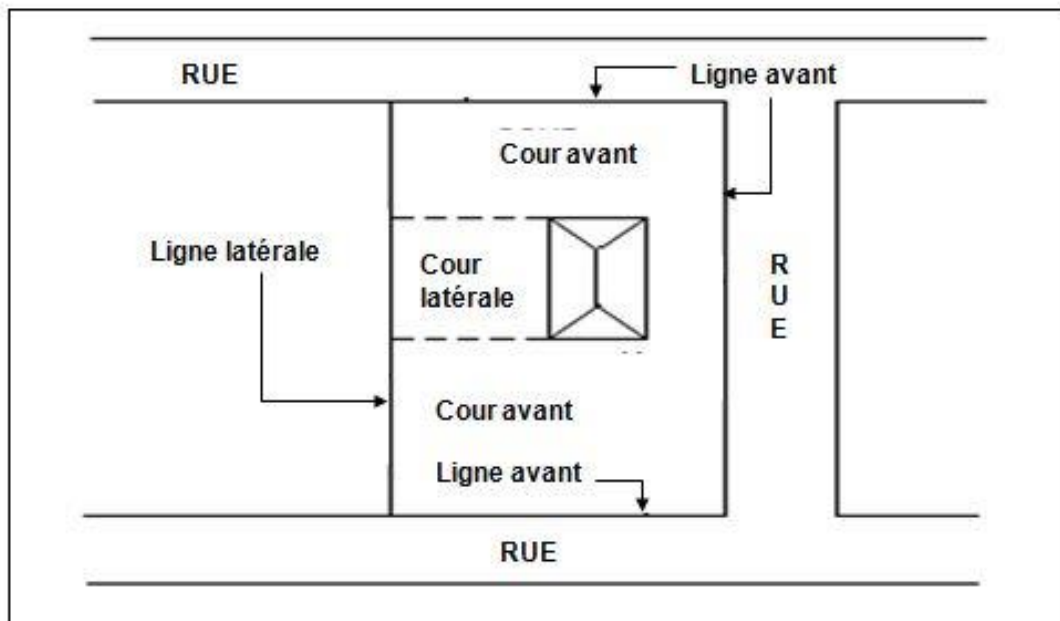 RUE
Ligne avant
Cour avant
Ligne latérale
Cour
latérale
R
U
E
Cour avant
Ligne avant
RUE